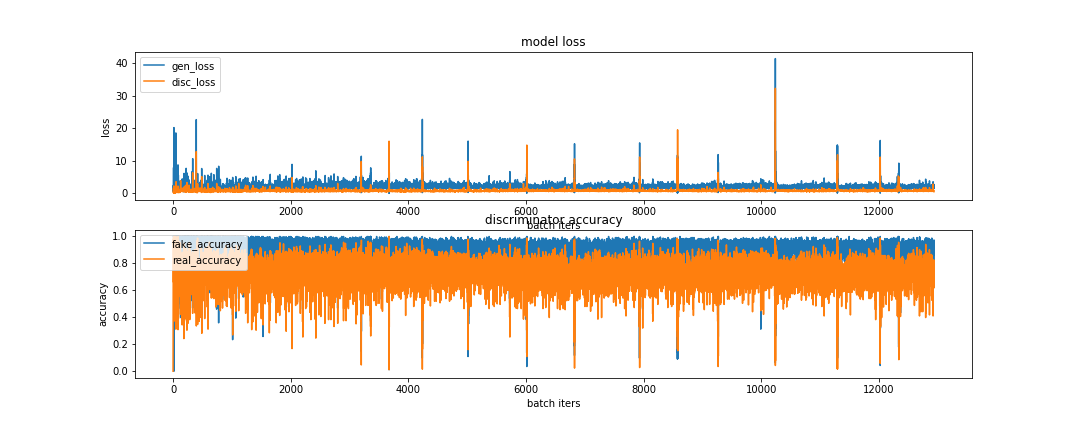 model loss
gen_loss
disc_loss
40
30
20
10
0
loss
0 2000 4000 6000 8000 10000 12000
batch iters
discriminator accuracy
fake_accuracy
real_accuracy
1.0
0.8
0.6
0.4
0.2
0.0
accuracy
0 2000 4000 6000 8000 10000 12000
batch iters